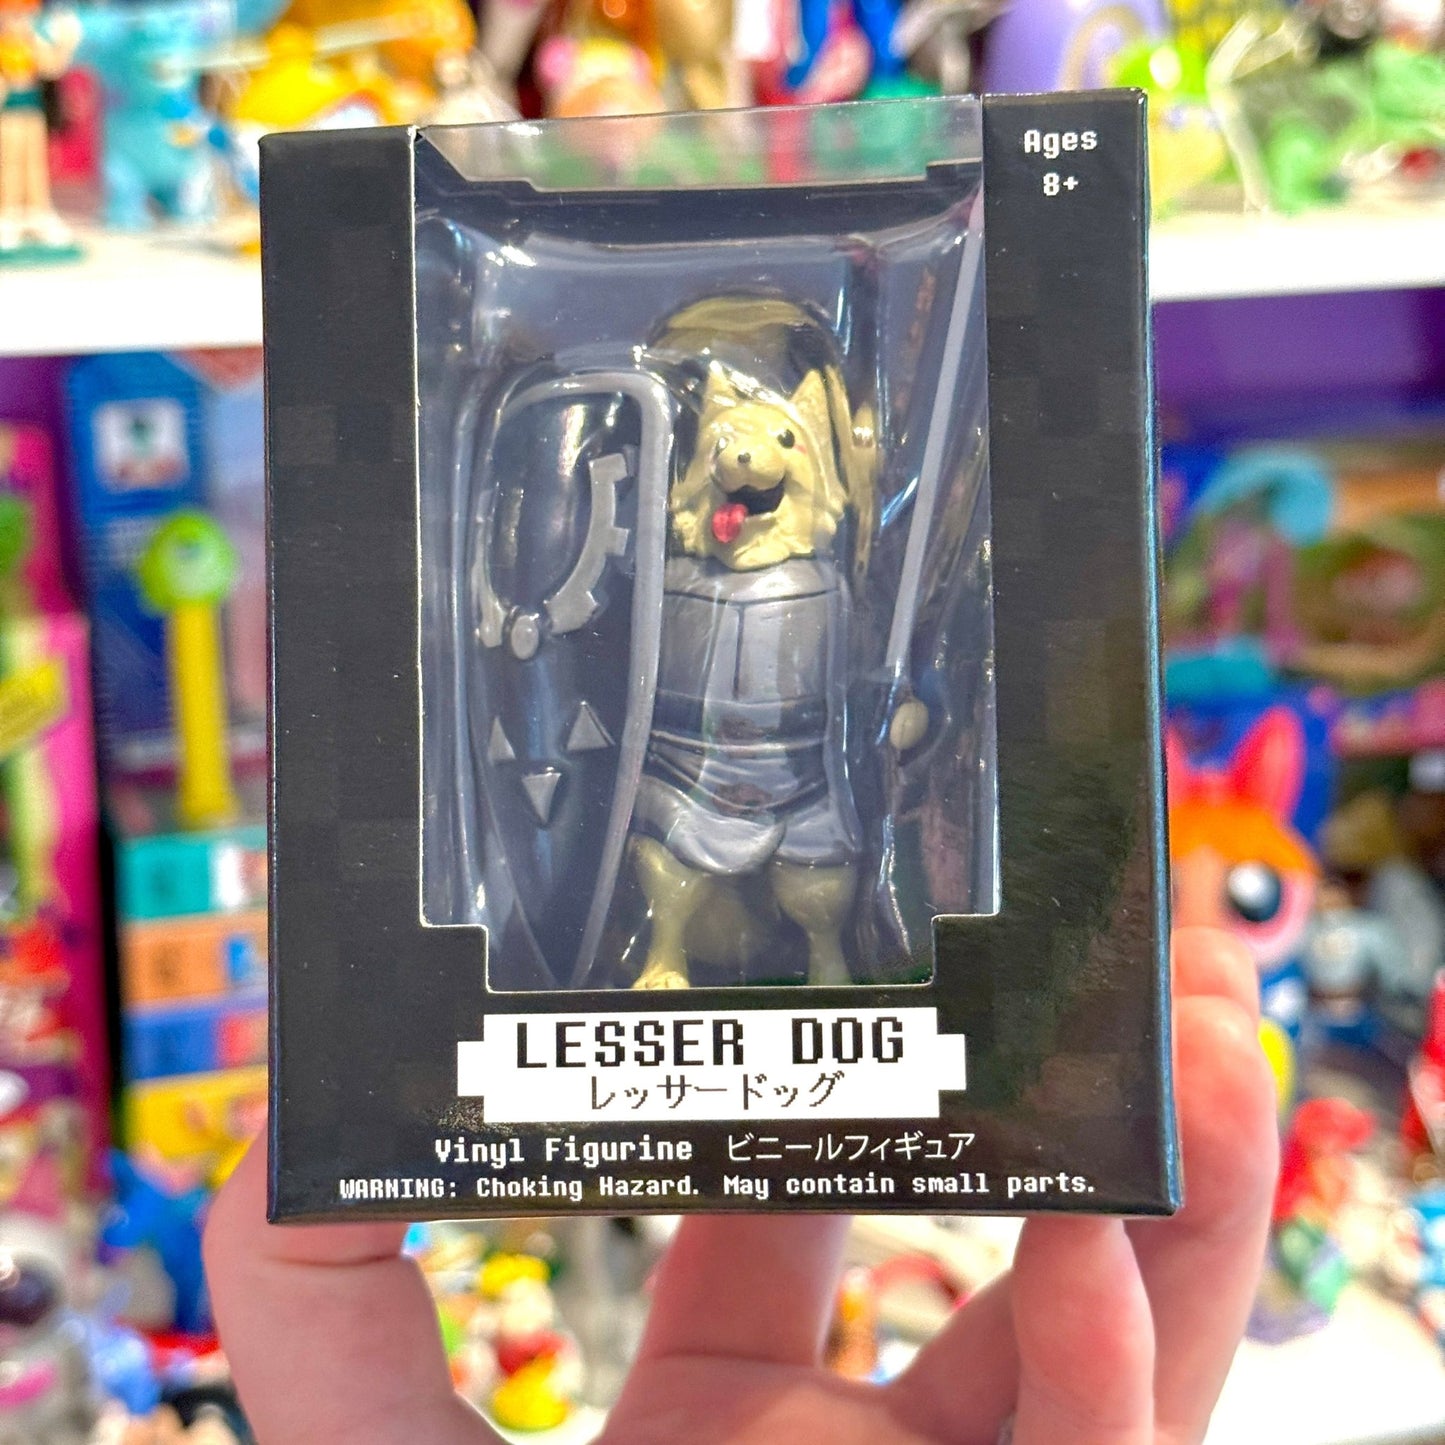 Ages
8+
LESSER DOG
レッサードッグ
Vinyl Figurine ビニールフィギュア
WARNING: Choking Hazard. May contain small parts.